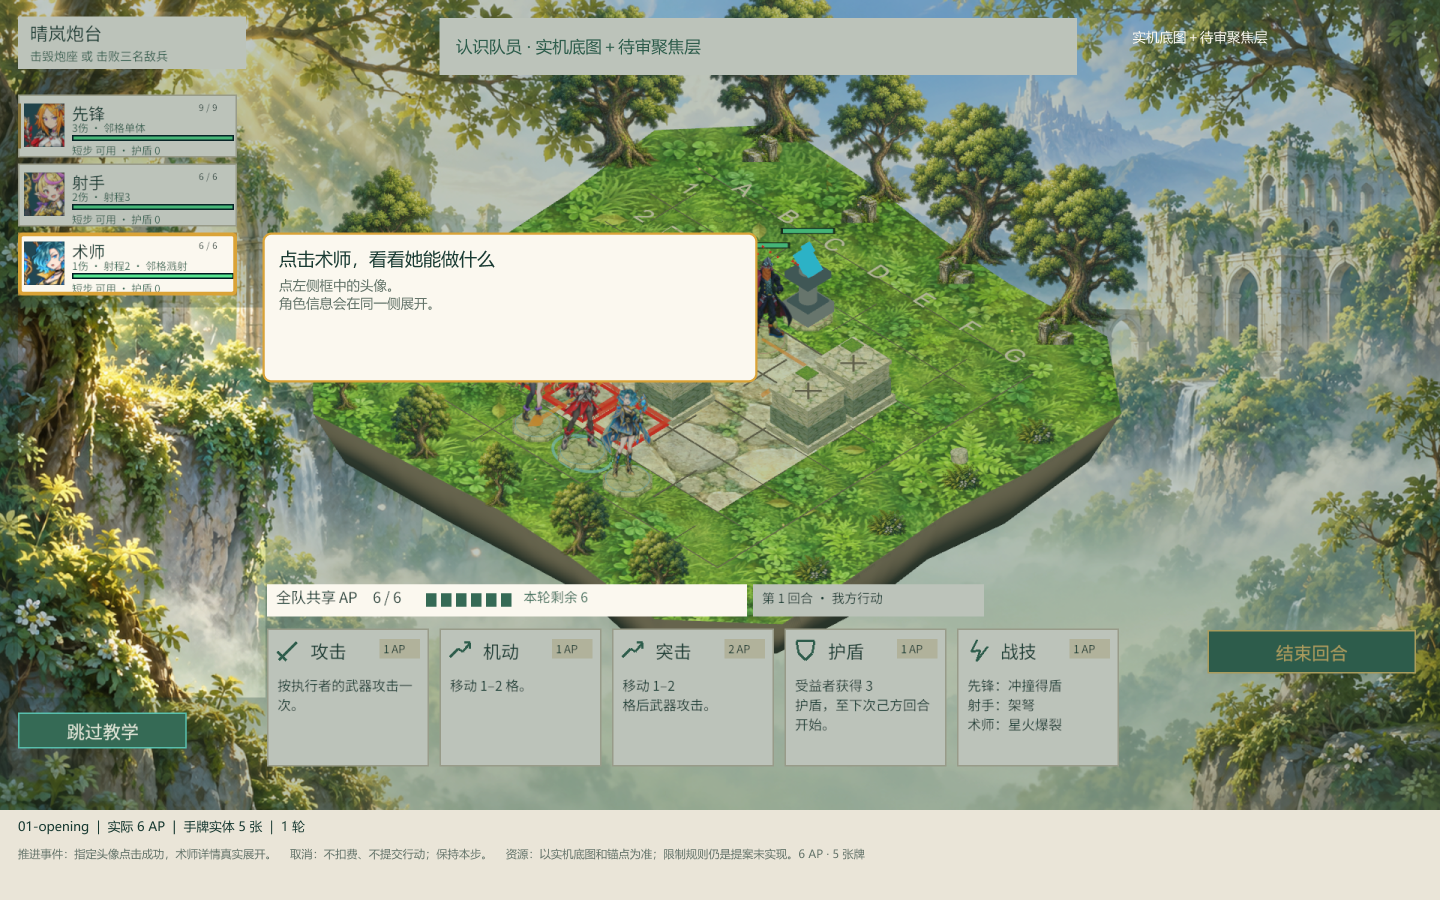 晴岚炮台
击毁炮座 或 击败三名敌兵
认识队员 · 实机底图 + 待审聚焦层
实机底图 + 待审聚焦层
先锋
9 / 9
3伤 · 邻格单体
短步 可用 · 护盾 0
射手
6 / 6
2伤 · 射程3
短步 可用 · 护盾 0
术师
6 / 6
1伤 · 射程2 · 邻格溅射
短步 可用 · 护盾 0
点击术师，看看她能做什么
点左侧框中的头像。
角色信息会在同一侧展开。
1 A
2 B
C
D
E
F
G
全队共享 AP 6 / 6 本轮剩余 6
第 1 回合 · 我方行动
攻击 1 AP
按执行者的武器攻击一
次。
机动 1 AP
移动 1–2 格。
突击 2 AP
移动 1–2
格后武器攻击。
护盾 1 AP
受益者获得 3
护盾，至下次己方回合
开始。
战技 1 AP
先锋：冲撞得盾
射手：架弩
术师：星火爆裂
结束回合
跳过教学
01-opening | 实际 6 AP | 手牌实体 5 张 | 1 轮
推进事件：指定头像点击成功，术师详情真实展开。 取消：不扣费、不提交行动；保持本步。 资源：以实机底图和锚点为准；限制规则仍是提案未实现。6 AP · 5 张牌